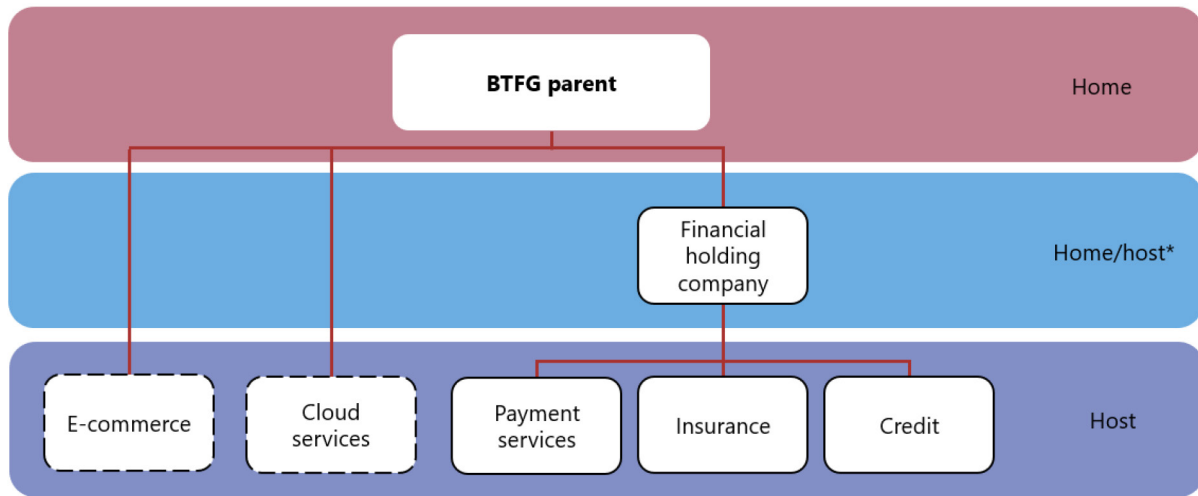 BTFG parent
Home
Financial
holding
company
Home/host*
E-commerce
Cloud
services
Payment
services
Insurance
Credit
Host